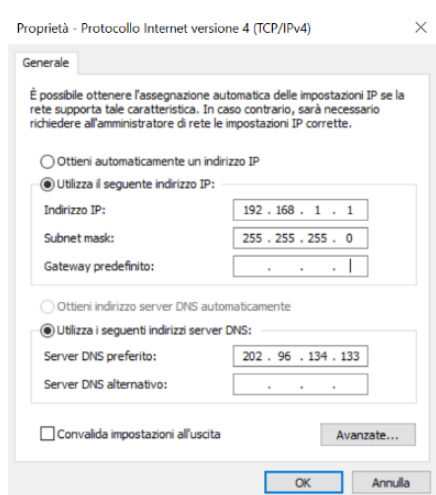 Proprietà - Protocollo Internet versione 4 (TCP/IPv4)
Generale
È possibile ottenere l'assegnazione automatica delle impostazioni IP se la
rete supporta tale caratteristica. In caso contrario, sarà necessario
richiedere all'amministratore di rete le impostazioni IP corrette.
Ottieni automaticamente un indirizzo IP
Utilizza il seguente indirizzo IP:
Indirizzo IP: 192 . 168 . 1 . 1
Subnet mask: 255 . 255 . 255 . 0
Gateway predefinito: . . .
Ottieni indirizzo server DNS automaticamente
Utilizza i seguenti indirizzi server DNS:
Server DNS preferito: 202 . 96 . 134 . 133
Server DNS alternativo: . . .
Convalida impostazioni all'uscita Avanzate...
OK Annulla